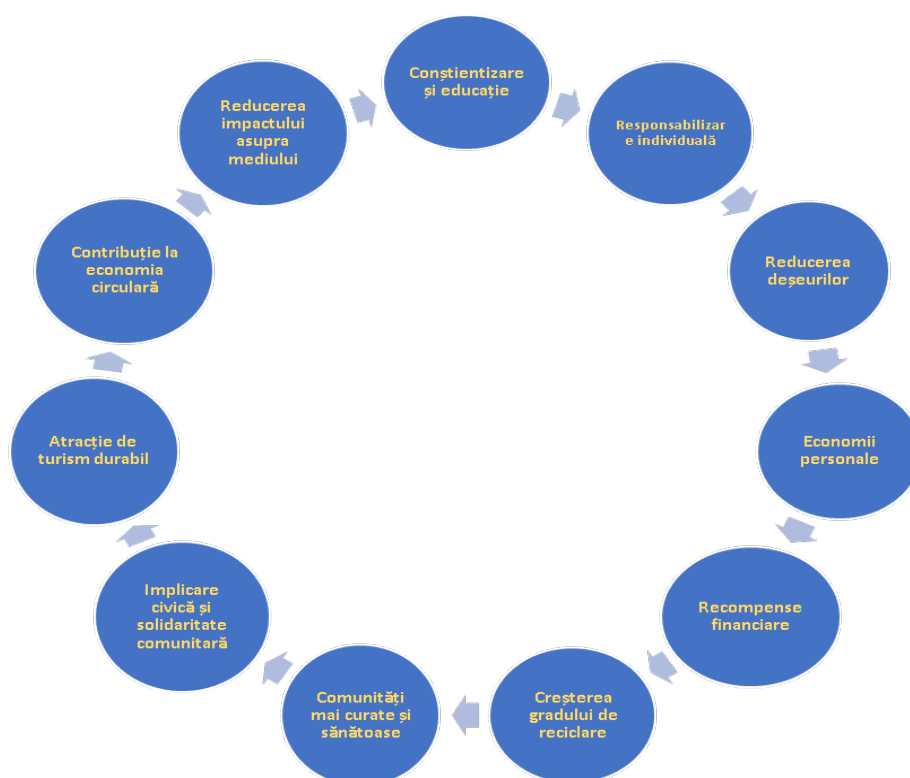 Conștientizare
și educație
Responsabilizar
e individuală
Reducerea
deșeurilor
Economii
personale
Recompense
financiare
Creșterea
gradului de
reciclare
Comunități
mai curate și
sănătoase
Implicare
civică și
solidaritate
comunitară
Atracție de
turism durabil
Contribuție la
economia
circulară
Reducerea
impactului
asupra
mediului